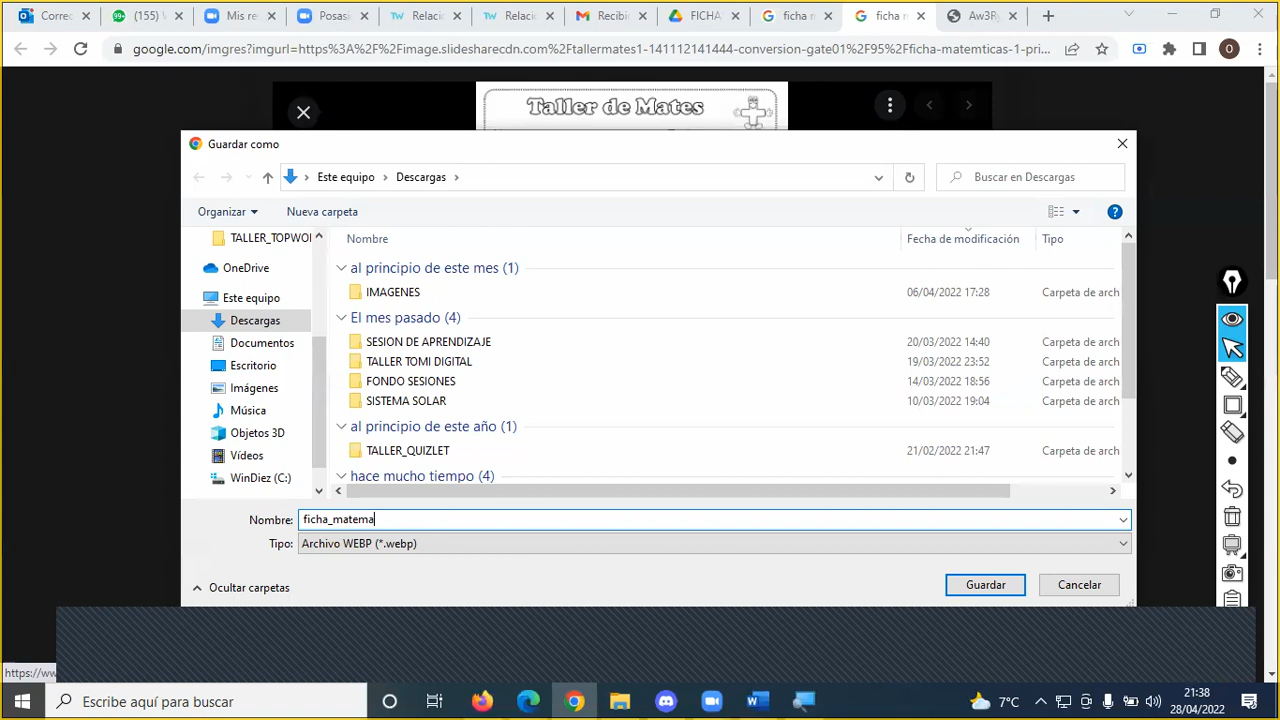 Correc
(155) W
Mis re
Posas
Relaci
Relaci
Recibi
FICHA
ficha m
ficha m
Aw3R
google.com/imgres?imgurl=https%3A%2F%2Fimage.slidesharecdn.com%2Ftallermates1-141112141444-conversion-gate01%2F95%2Fficha-matemticas-1-pri...
Taller de Mates
Guardar como
Este equipo
Descargas
Buscar en Descargas
Organizar
Nueva carpeta
TALLER_TOPWO
OneDrive
Este equipo
Descargas
Documentos
Escritorio
Imágenes
Música
Objetos 3D
Vídeos
WinDiez (C:)
Nombre Fecha de modificación Tipo
al principio de este mes (1)
IMAGENES 06/04/2022 17:28 Carpeta de arch
El mes pasado (4)
SESION DE APRENDIZAJE 20/03/2022 14:40 Carpeta de arch
TALLER TOMI DIGITAL 19/03/2022 23:52 Carpeta de arch
FONDO SESIONES 14/03/2022 18:56 Carpeta de arch
SISTEMA SOLAR 10/03/2022 19:04 Carpeta de arch
al principio de este año (1)
TALLER_QUIZLET 21/02/2022 21:47 Carpeta de arch
hace mucho tiempo (4)
Nombre: ficha_matema
Tipo: Archivo WEBP (*.webp)
Ocultar carpetas
Guardar
Cancelar
https://ww
Escribe aquí para buscar
7°C
21:38
28/04/2022